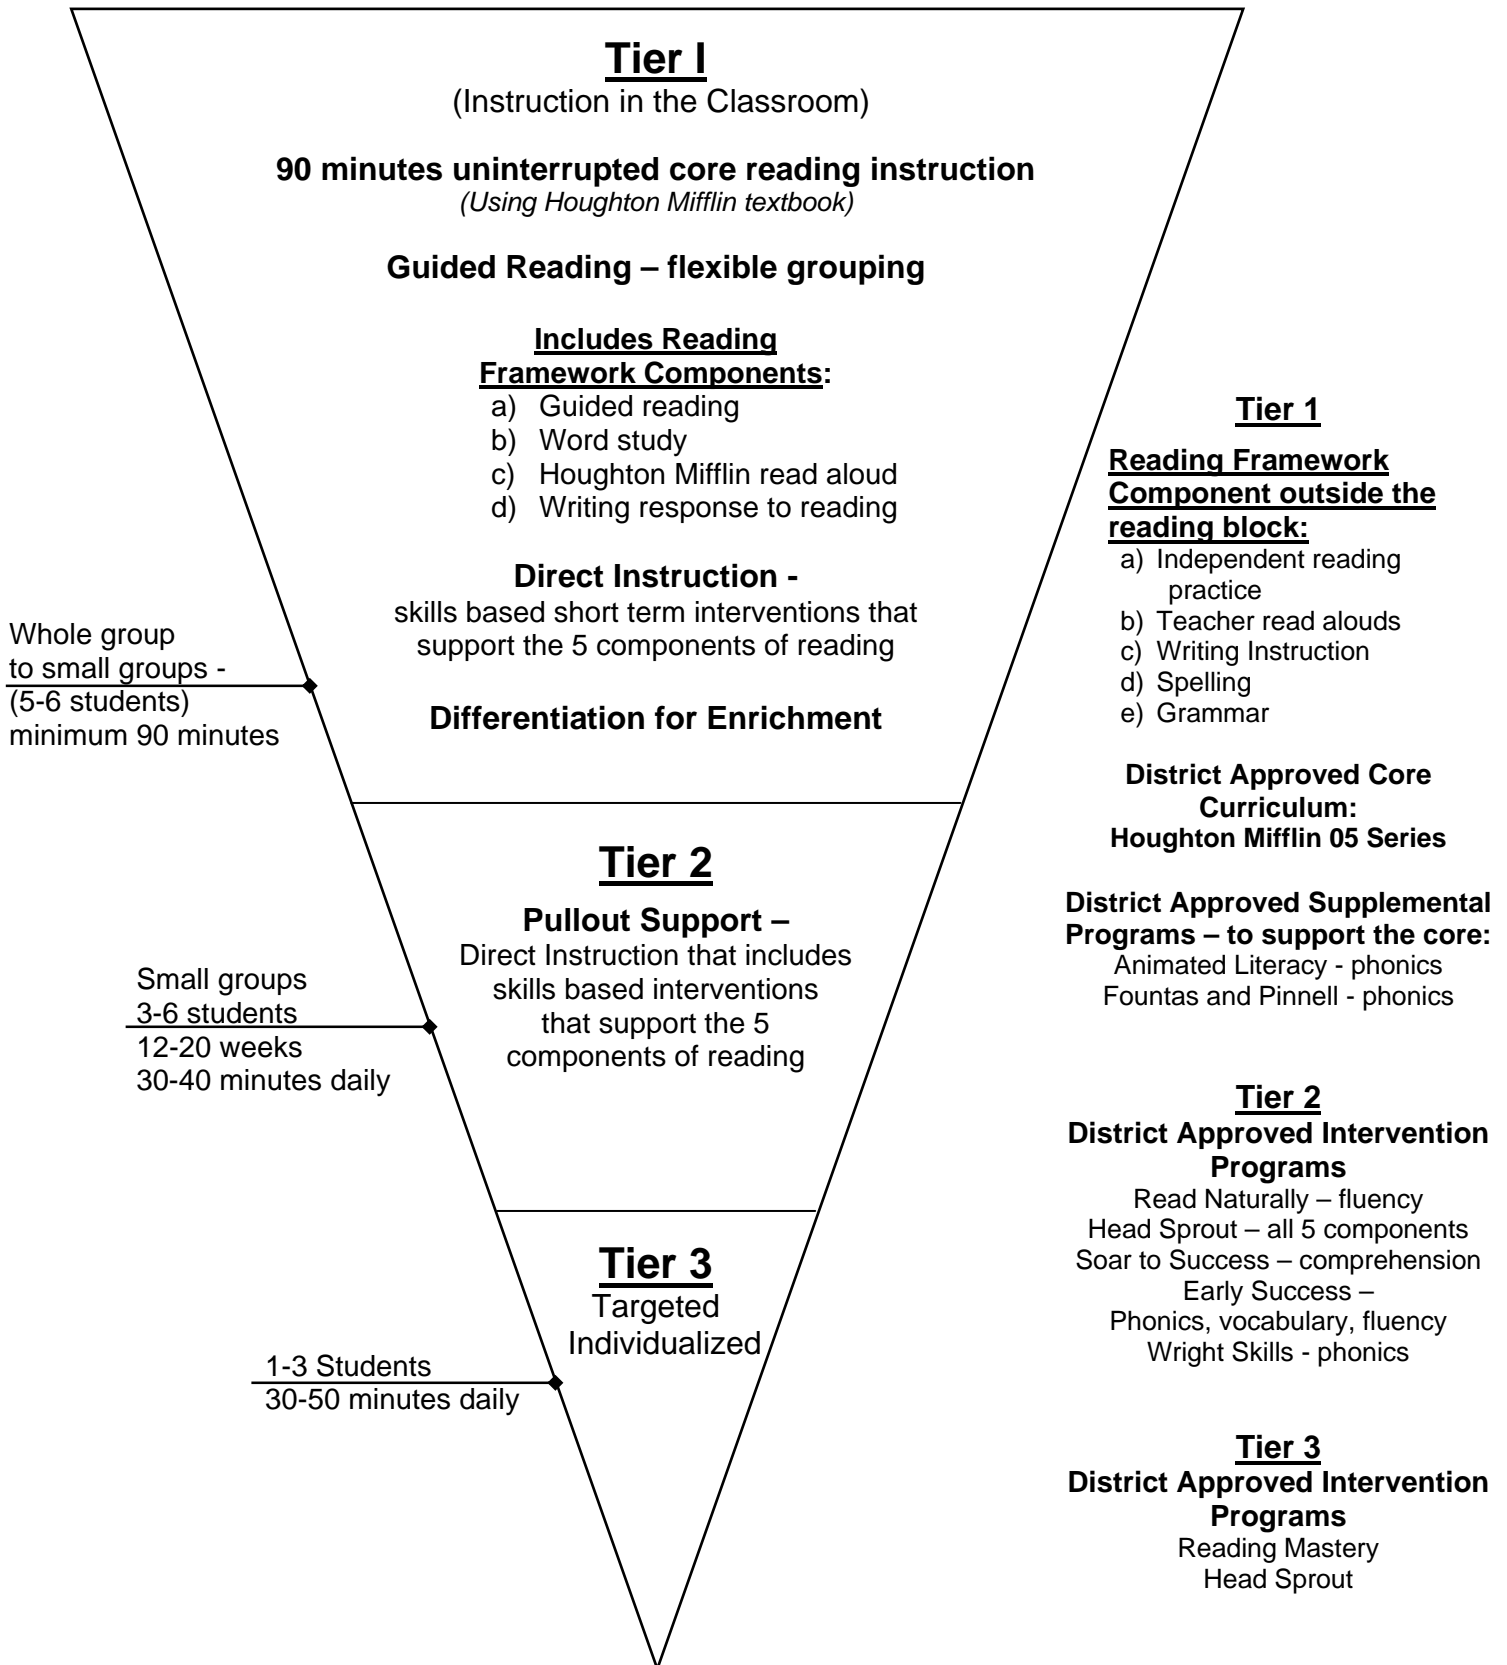 Tier I
(Instruction in the Classroom)
90 minutes uninterrupted core reading instruction
(Using Houghton Mifflin textbook)
Guided Reading – flexible grouping
Includes Reading
Framework Components:
a) Guided reading
b) Word study
c) Houghton Mifflin read aloud
d) Writing response to reading
Direct Instruction -
skills based short term interventions that
support the 5 components of reading
Differentiation for Enrichment
Whole group
to small groups -
(5-6 students)
minimum 90 minutes
Tier 2
Pullout Support –
Direct Instruction that includes
skills based interventions
that support the 5
components of reading
Small groups
3-6 students
12-20 weeks
30-40 minutes daily
Tier 3
Targeted
Individualized
1-3 Students
30-50 minutes daily
Tier 1
Reading Framework
Component outside the
reading block:
a) Independent reading
practice
b) Teacher read alouds
c) Writing Instruction
d) Spelling
e) Grammar
District Approved Core
Curriculum:
Houghton Mifflin 05 Series
District Approved Supplemental
Programs – to support the core:
Animated Literacy - phonics
Fountas and Pinnell - phonics
Tier 2
District Approved Intervention
Programs
Read Naturally – fluency
Head Sprout – all 5 components
Soar to Success – comprehension
Early Success –
Phonics, vocabulary, fluency
Wright Skills - phonics
Tier 3
District Approved Intervention
Programs
Reading Mastery
Head Sprout